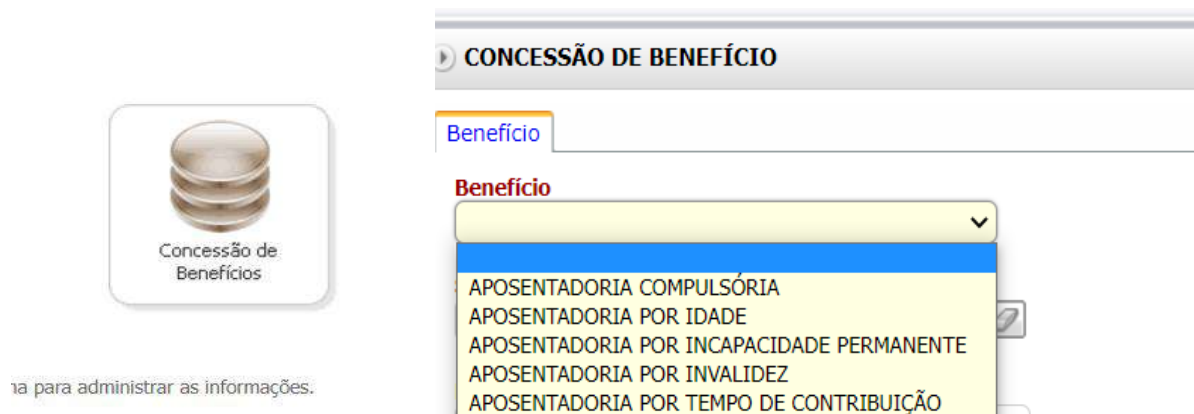 Concessão de
Benefícios
para administrar as informações.
CONCESSÃO DE BENEFÍCIO
Benefício
Benefício
APOSENTADORIA COMPULSÓRIA
APOSENTADORIA POR IDADE
APOSENTADORIA POR INCAPACIDADE PERMANENTE
APOSENTADORIA POR INVALIDEZ
APOSENTADORIA POR TEMPO DE CONTRIBUIÇÃO